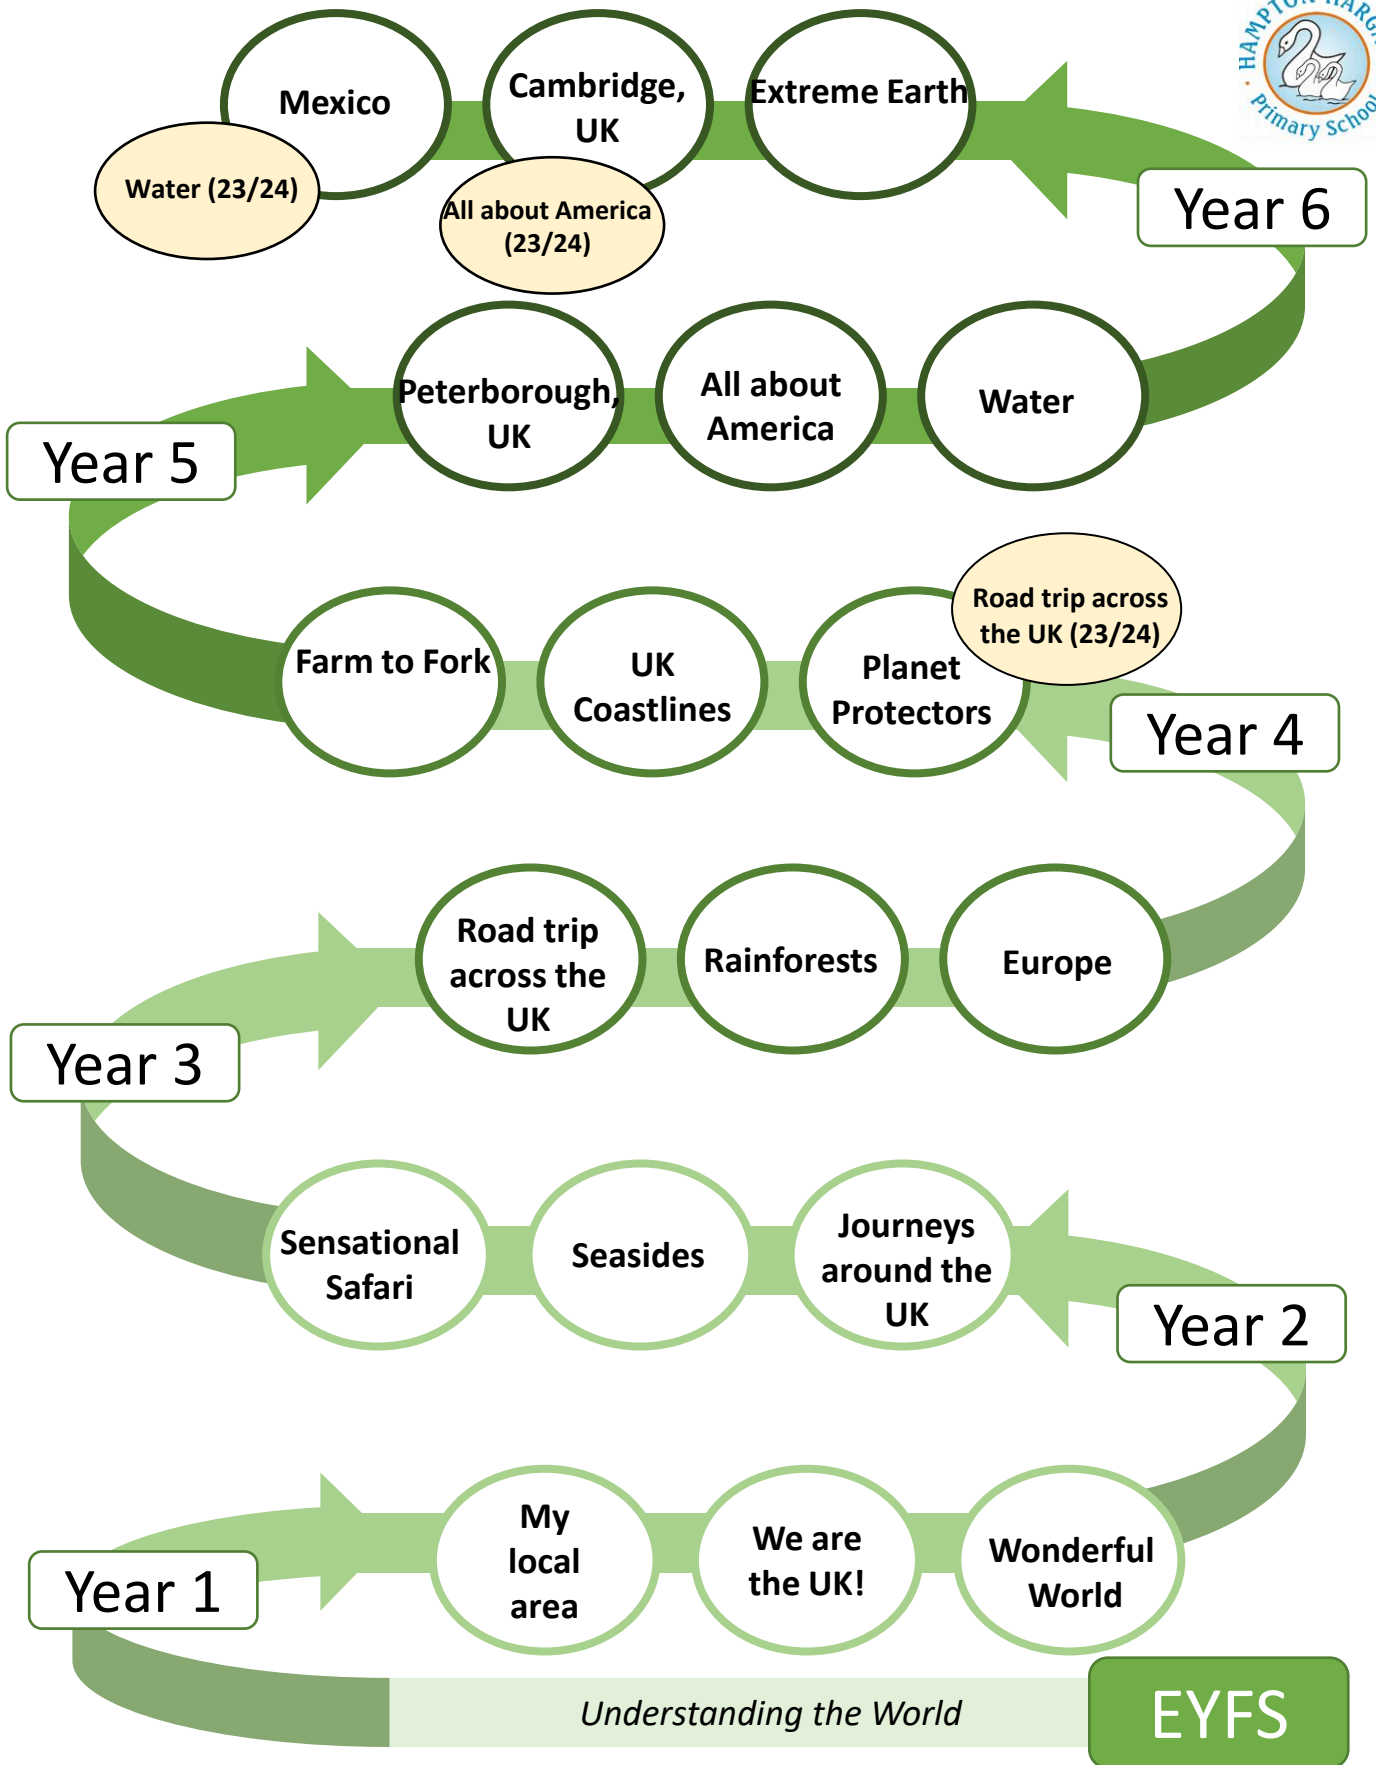 HAMPTON
Primary School
Mexico
Cambridge,
UK
Extreme Earth
Water (23/24)
All about America
(23/24)
Year 6
Peterborough,
UK
All about
America
Water
Year 5
Road trip across
the UK (23/24)
Farm to Fork
UK
Coastlines
Planet
Protectors
Year 4
Road trip
across the
UK
Rainforests
Europe
Year 3
Sensational
Safari
Seasides
Journeys
around the
UK
Year 2
My
local
area
We are
the UK!
Wonderful
World
Year 1
Understanding the World
EYFS